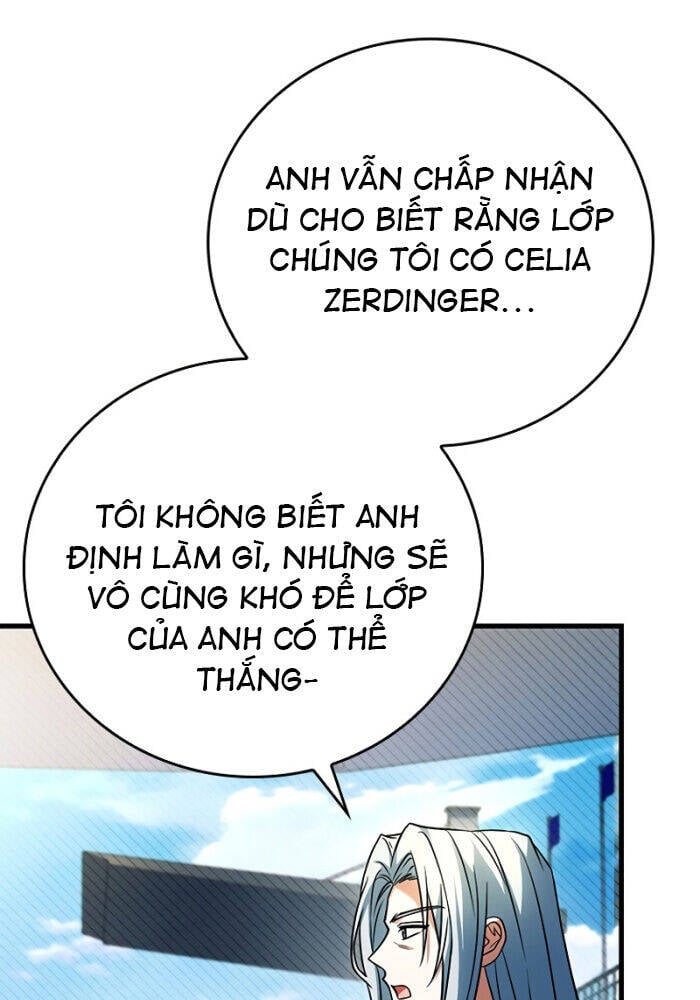 ANH VẪN CHẤP NHẬN
DÙ CHO BIẾT RẰNG LỚP
CHÚNG TÔI CÓ CELIA
ZERDINGER...
TÔI KHÔNG BIẾT ANH
ĐỊNH LÀM GÌ, NHƯNG SẼ
VÔ CÙNG KHÓ ĐỂ LỚP
CỦA ANH CÓ THỂ
THẮNG-